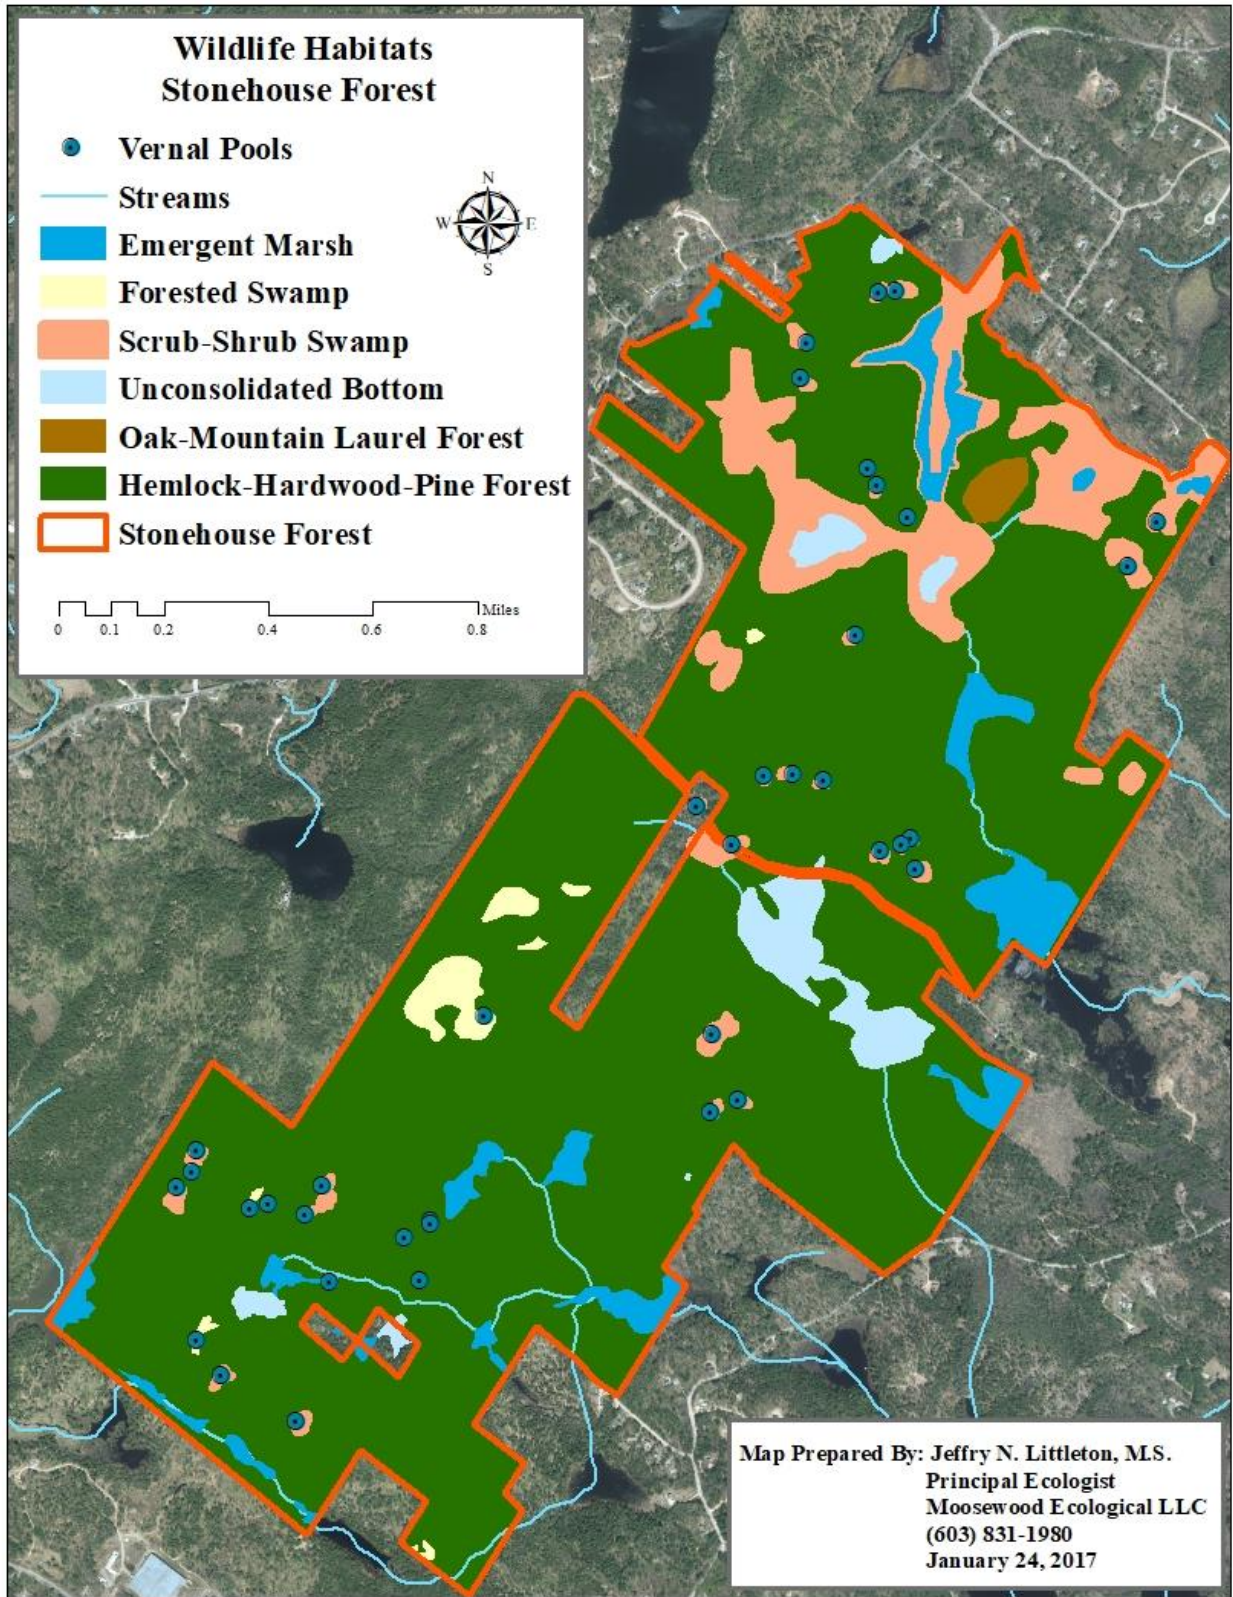 Wildlife Habitats
Stonehouse Forest
Vernal Pools
Streams
Emergent Marsh
Forested Swamp
Scrub-Shrub Swamp
Unconsolidated Bottom
Oak-Mountain Laurel Forest
Hemlock-Hardwood-Pine Forest
Stonehouse Forest
N
W E
S
Miles
0 0.1 0.2 0.4 0.6 0.8
Map Prepared By: Jeffry N. Littleton, M.S.
Principal Ecologist
Moosewood Ecological LLC
(603) 831-1980
January 24, 2017